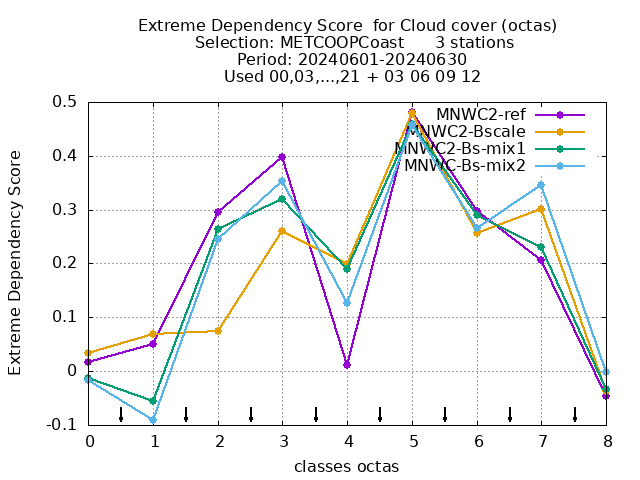 Extreme Dependency Score  for Cloud cover (octas)
Selection: METCOOPCoast      3 stations
Period: 20240601-20240630
Used 00,03,...,21 + 03 06 09 12
Extreme Dependency Score
0.5
0.4
0.3
0.2
0.1
0
-0.1
MNWC2-ref
MNWC2-Bscale
MNWC2-Bs-mix1
MNWC-Bs-mix2
0 1 2 3 4 5 6 7 8
classes octas